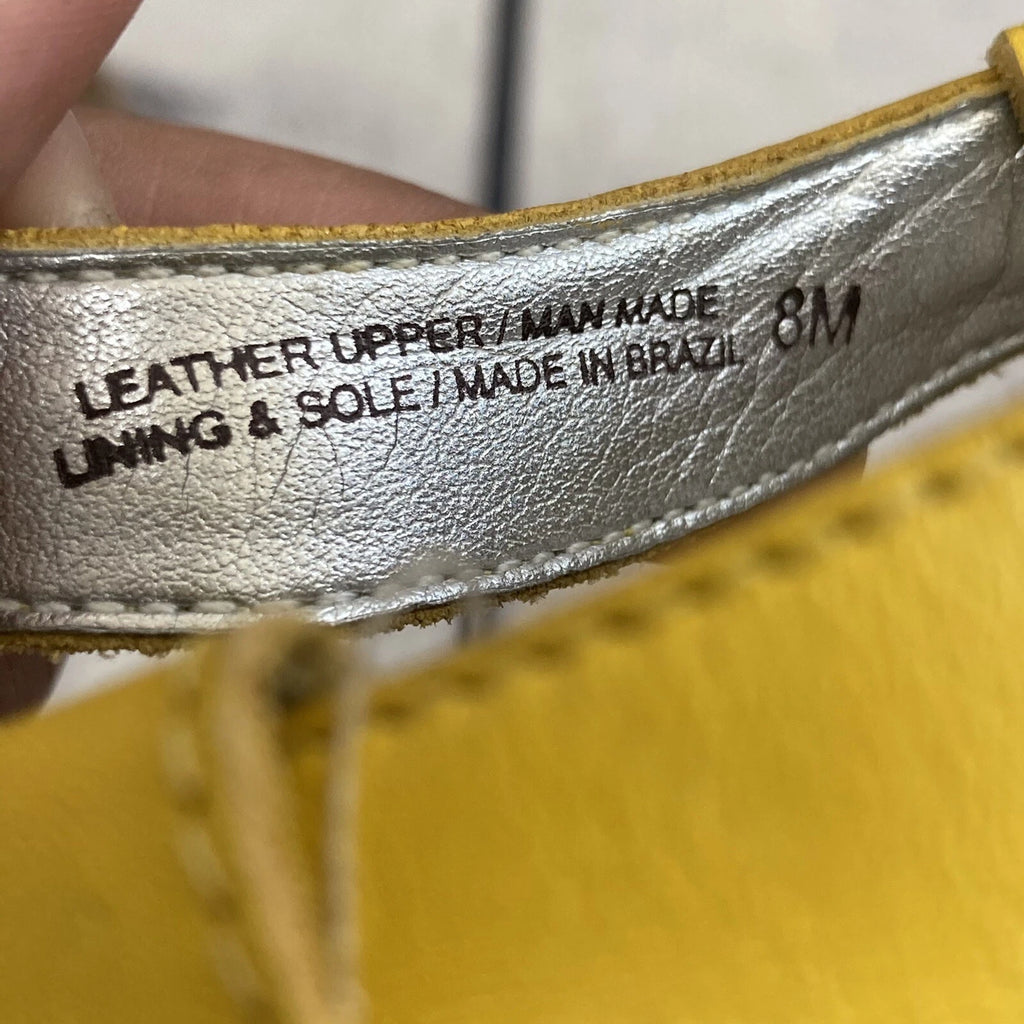 LEATHER UPPER / MAN MADE
LINING & SOLE / MADE IN BRAZIL
8M